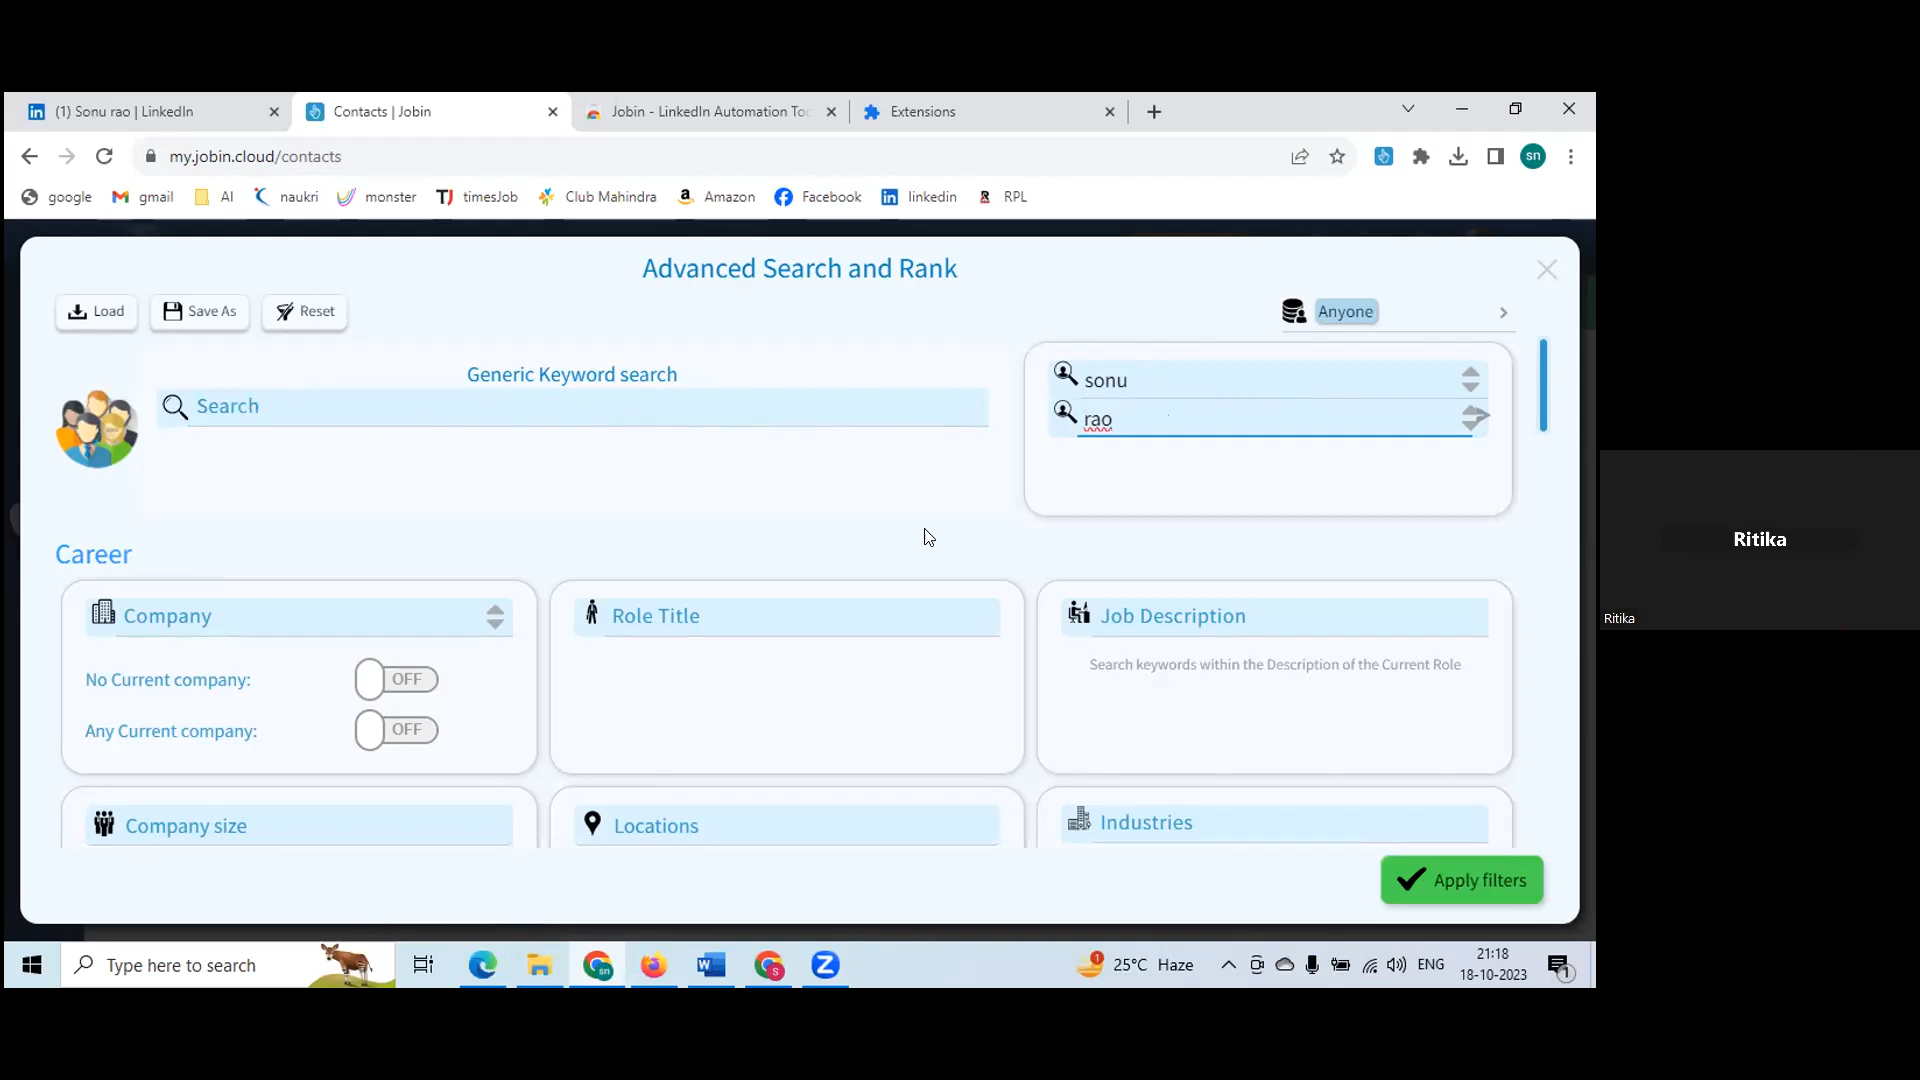 (1) Sonu rao | LinkedIn
Contacts | Jobin
Jobin - LinkedIn Automation Too
Extensions
my.jobin.cloud/contacts
sn
google
gmail
AI
naukri
monster
TJ timesJob
Club Mahindra
Amazon
Facebook
linkedin
RPL
Advanced Search and Rank
Load
Save As
Reset
Anyone
Generic Keyword search
Search
sonu
rao
Career
Company
No Current company:
OFF
Any Current company:
OFF
Role Title
Job Description
Search keywords within the Description of the Current Role
Company size
Locations
Industries
Apply filters
Type here to search
25°C Haze
ENG
21:18
18-10-2023
Ritika
Ritika